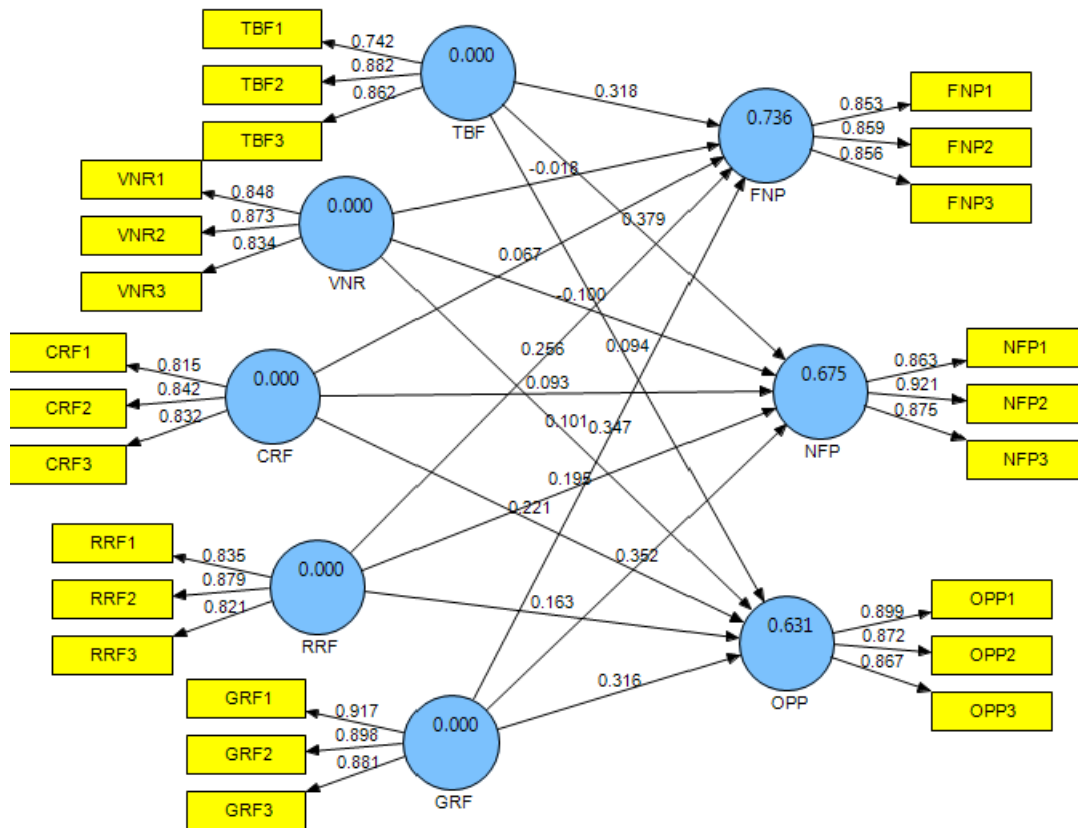 TBF1
0.742
TBF2
0.882
TBF3
0.862
0.000
TBF
0.318
0.736
FNP
0.853
FNP1
0.859
FNP2
0.856
FNP3
VNR1
0.848
VNR2
0.873
VNR3
0.834
0.000
VNR
-0.018
0.379
0.067
-0.100
CRF1
0.815
CRF2
0.842
CRF3
0.832
0.000
CRF
0.256
0.094
0.093
0.101
0.347
0.675
NFP
0.863
NFP1
0.921
NFP2
0.875
NFP3
0.195
0.221
0.352
RRF1
0.835
RRF2
0.879
RRF3
0.821
0.000
RRF
0.163
0.631
OPP
0.899
OPP1
0.872
OPP2
0.867
OPP3
0.316
GRF1
0.917
GRF2
0.898
GRF3
0.881
0.000
GRF